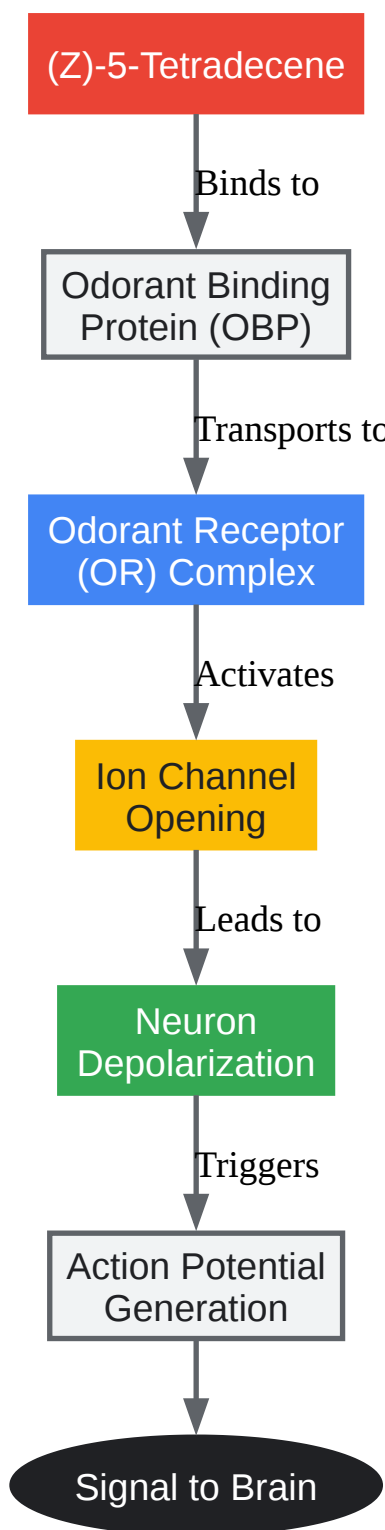 (Z)-5-Tetradecene
Binds to
Odorant Binding
Protein (OBP)
Transports to
Odorant Receptor
(OR) Complex
Activates
Ion Channel
Opening
Leads to
Neuron
Depolarization
Triggers
Action Potential
Generation
Signal to Brain